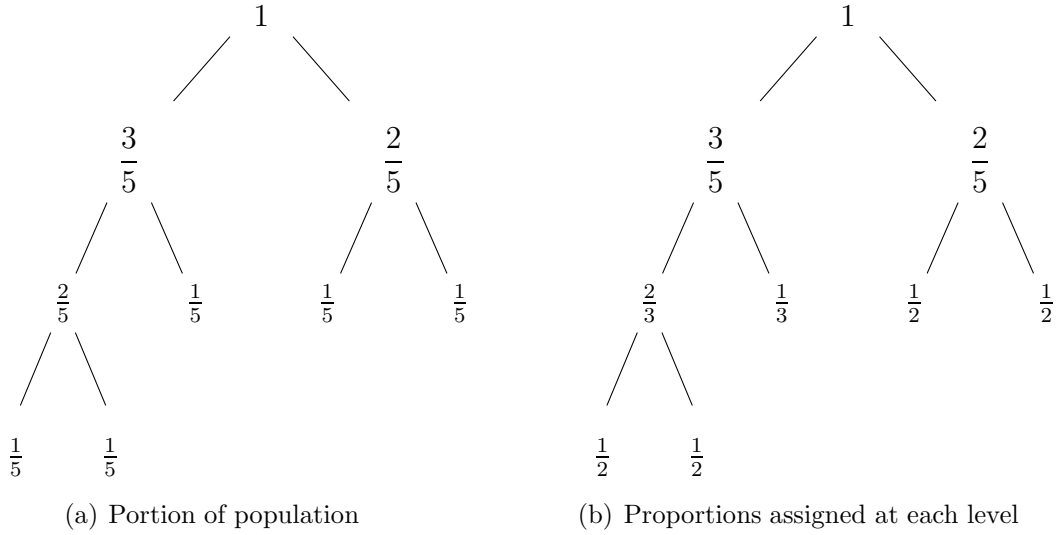 1 1
3/5 2/5 3/5 2/5
2/5 1/5 1/5 1/5 2/3 1/3 1/2 1/2
1/5 1/5 1/2 1/2
(a) Portion of population (b) Proportions assigned at each level